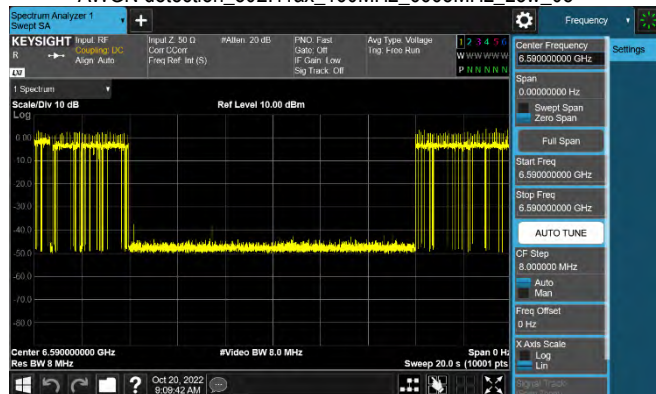 Spectrum Analyzer 1
Swept SA
Frequency
KEYSIGHT
R
Input: RF
Coupling: DC
Align: Auto
Input Z: 50 Ω
Corr CCorr
Freq Ref: Int (S)
#Atten: 20 dB
PNO: Fast
Gate: Off
IF Gain: Low
Sig Track: Off
Avg Type: Voltage
Trig: Free Run
1 2 3 4 5 6
W W W W W W
P N N N N N
LXI
1 Spectrum
Scale/Div 10 dB
Ref Level 10.00 dBm
Log
0.00
-10.0
-20.0
-30.0
-40.0
-50.0
-60.0
-80.0
Center 6.590000000 GHz
#Video BW 8.0 MHz
Span 0 Hz
Res BW 8 MHz
Sweep 20.0 s (10001 pts
Oct 20, 2022
9:09:42 AM
Center Frequency
6.590000000 GHz
Settings
Span
0.00000000 Hz
Swept Span
Zero Span
Full Span
Start Freq
6.590000000 GHz
Stop Freq
6.590000000 GHz
AUTO TUNE
CF Step
8.000000 MHz
Auto
Man
Freq Offset
0 Hz
X Axis Scale
Log
Lin
Signal Track